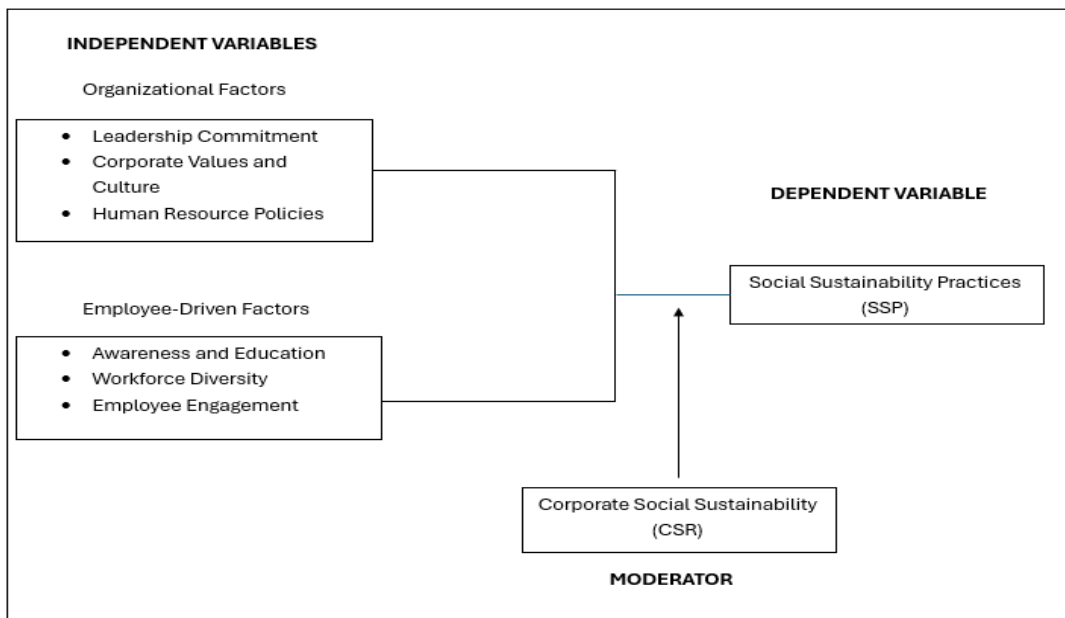 INDEPENDENT VARIABLES
Organizational Factors
• Leadership Commitment
• Corporate Values and
Culture
• Human Resource Policies
DEPENDENT VARIABLE
Social Sustainability Practices
(SSP)
Employee-Driven Factors
• Awareness and Education
• Workforce Diversity
• Employee Engagement
Corporate Social Sustainability
(CSR)
MODERATOR